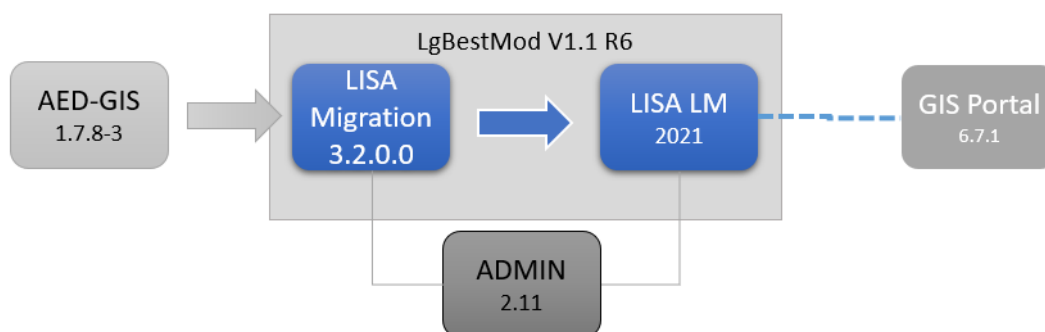 LgBestMod V1.1 R6
AED-GIS
1.7.8-3
LISA
Migration
3.2.0.0
LISA LM
2021
GIS Portal
6.7.1
ADMIN
2.11